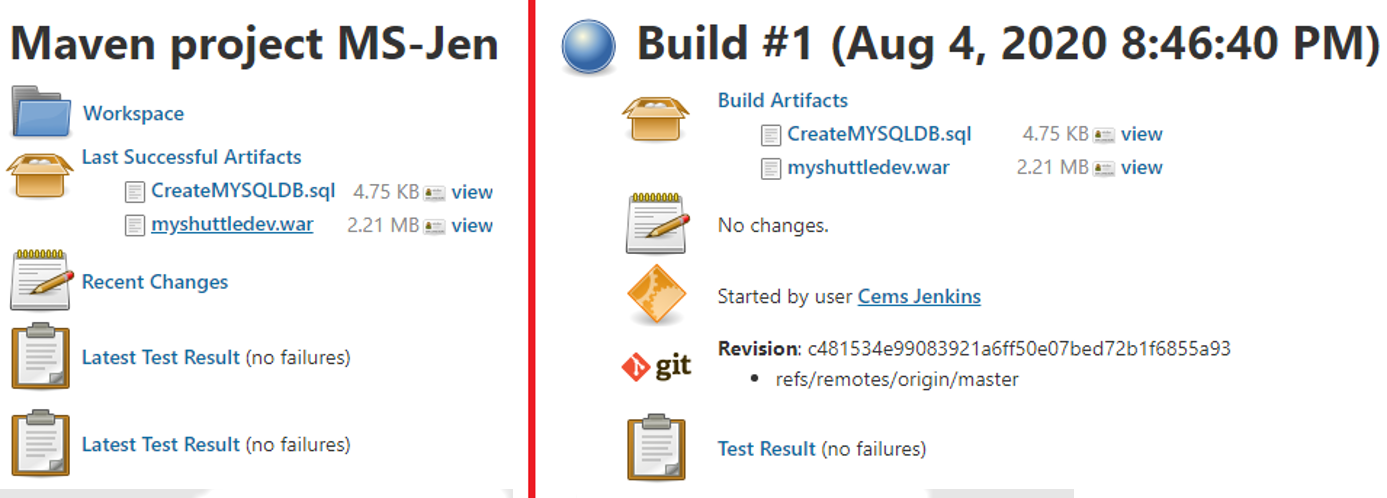 Maven project MS-Jen
Workspace
Last Successful Artifacts
CreateMYSQLDB.sql 4.75 KB view
myshuttledev.war 2.21 MB view
Recent Changes
Latest Test Result (no failures)
Latest Test Result (no failures)
Build #1 (Aug 4, 2020 8:46:40 PM)
Build Artifacts
CreateMYSQLDB.sql 4.75 KB view
myshuttledev.war 2.21 MB view
No changes.
Started by user Cems Jenkins
git
Revision: c481534e99083921a6ff50e07bed72b1f6855a93
• refs/remotes/origin/master
Test Result (no failures)